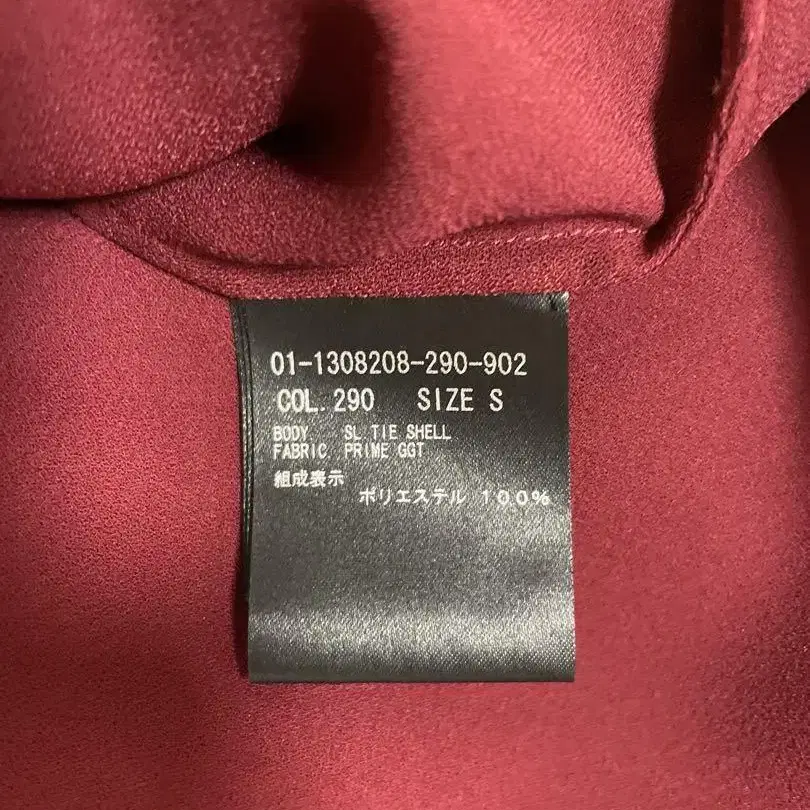 01-1308208-290-902
COL.290 SIZE S
BODY SL TIE SHELL
FABRIC PRIME GGT
組成表示
ポリエステル 100%